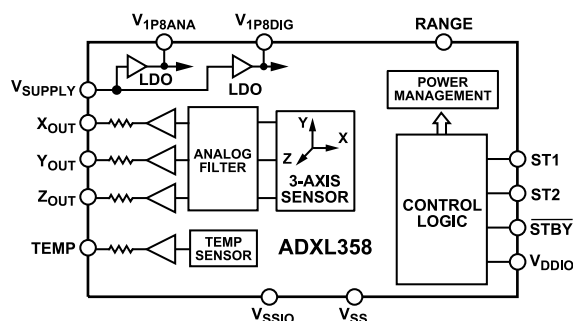 V1P8ANA
V1P8DIG
RANGE
LDO
LDO
VSUPPLY
POWER
MANAGEMENT
XOUT
YOUT
ZOUT
ANALOG
FILTER
Y
X
Z
3-AXIS
SENSOR
CONTROL
LOGIC
ST1
ST2
STBY
VDDIO
TEMP
TEMP
SENSOR
ADXL358
VSSIO
VSS